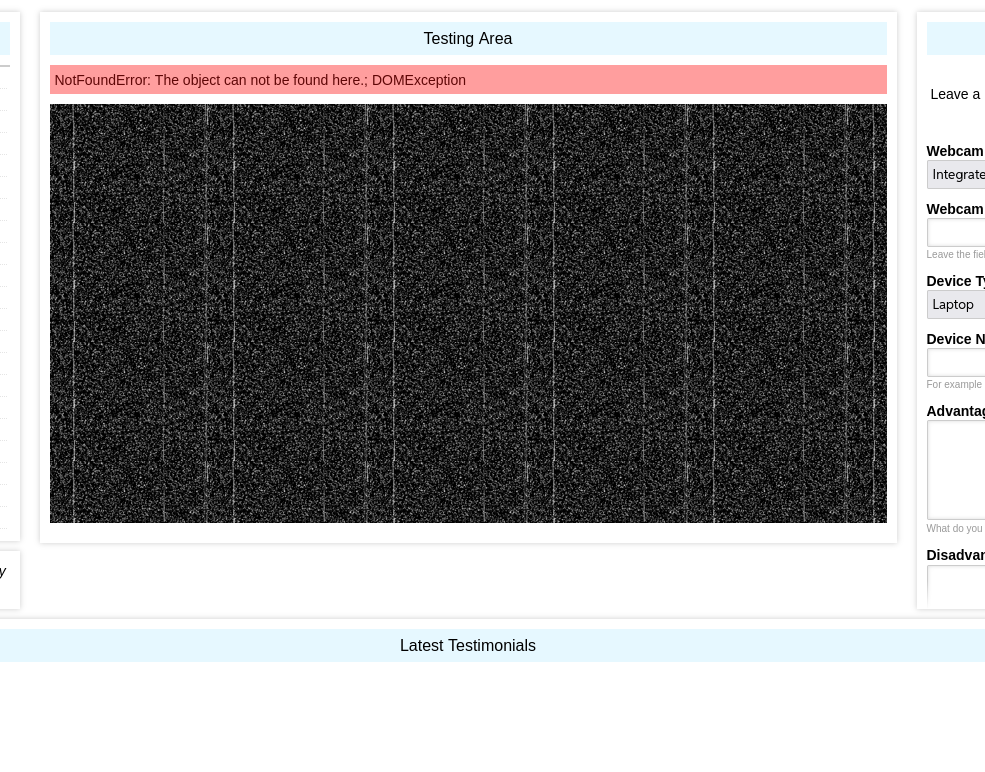 Testing Area
NotFoundError: The object can not be found here.; DOMException
Leave a
Webcam
Integrate
Webcam
Leave the fiel
Device Ty
Laptop
Device N
For example
Advantag
What do you
Disadvan
y
Latest Testimonials